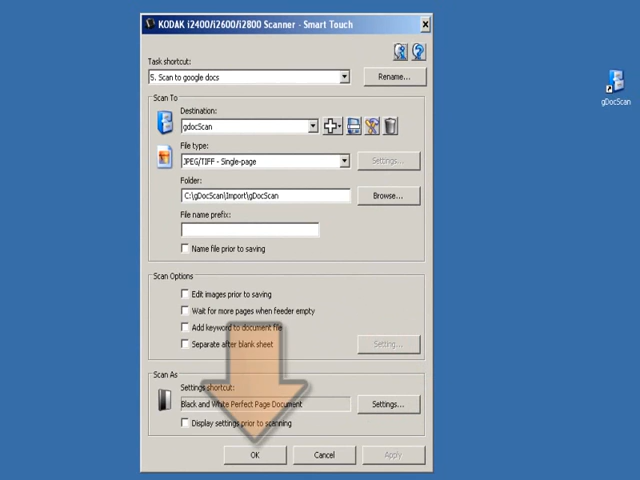 KODAK i2400/i2600/i2800 Scanner - Smart Touch
Task shortcut:
5. Scan to google docs
Rename...
Scan To
Destination:
gdocScan
File type:
JPEG/TIFF - Single-page
Settings...
Folder:
C:\gDocScan\Import\gDocScan
Browse...
File name prefix:
Name file prior to saving
Scan Options
Edit images prior to saving
Wait for more pages when feeder empty
Add keyword to document file
Separate after blank sheet
Setting...
Scan As
Settings shortcut:
Black and White Perfect Page Document
Settings...
Display settings prior to scanning
OK
Cancel
Apply
gDocScan